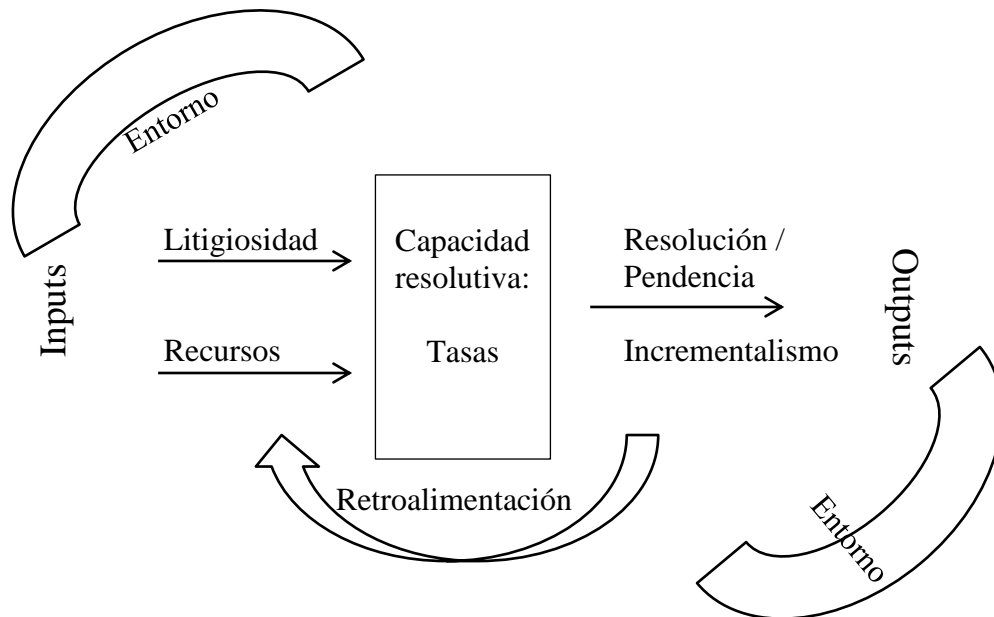 Entorno
Inputs
Litigiosidad
Recursos
Capacidad
resolutiva:
Tasas
Resolución /
Pendencia
Incrementalismo
Outputs
Retroalimentación
Entorno